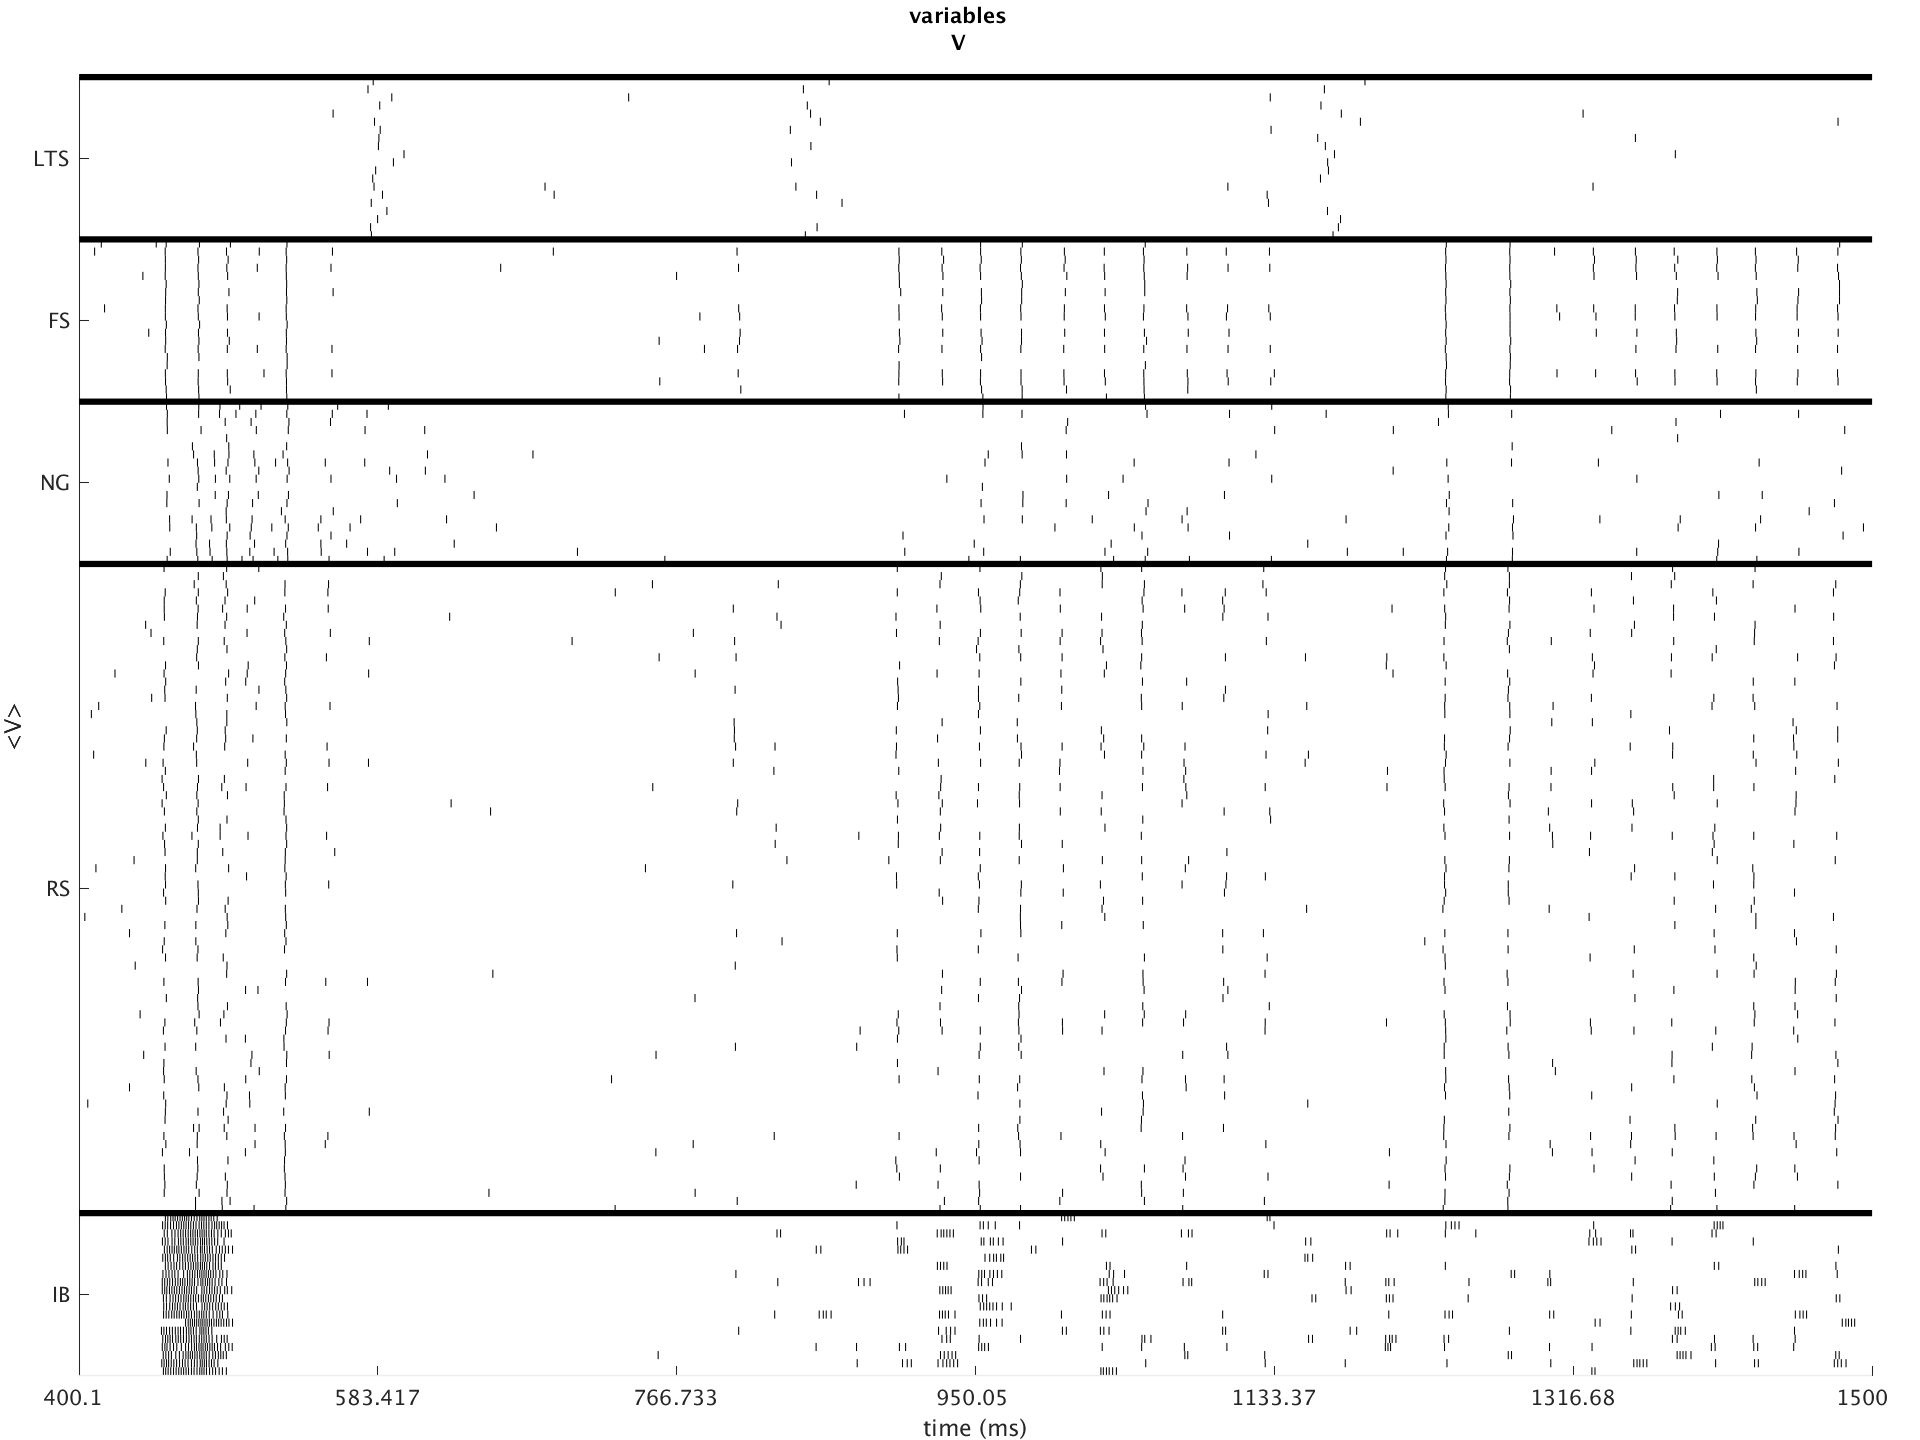 variables
V
LTS
FS
NG
RS
IB
<V>
400.1 583.417 766.733 950.05 1133.37 1316.68 1500
time (ms)